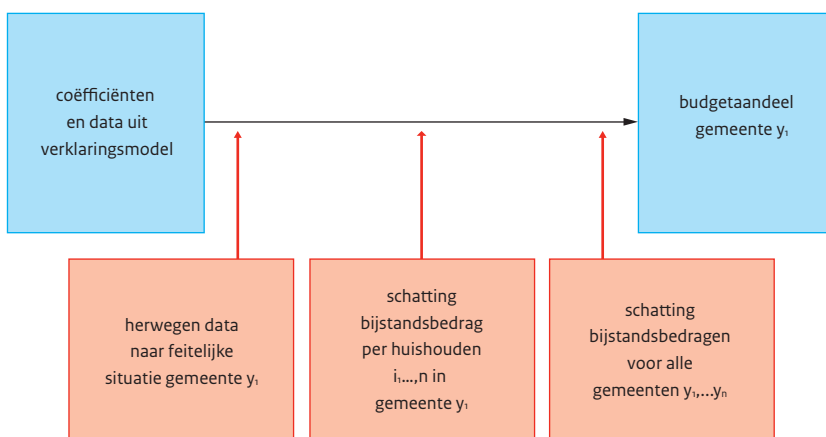 coëfficiënten
en data uit
verklaringsmodel
budgetaandeel
gemeente y₁
herwegen data
naar feitelijke
situatie gemeente y₁
schatting
bijstandsbedrag
per huishouden
i₁...,n in
gemeente y₁
schatting
bijstandsbedragen
voor alle
gemeenten y₁,...yₙ